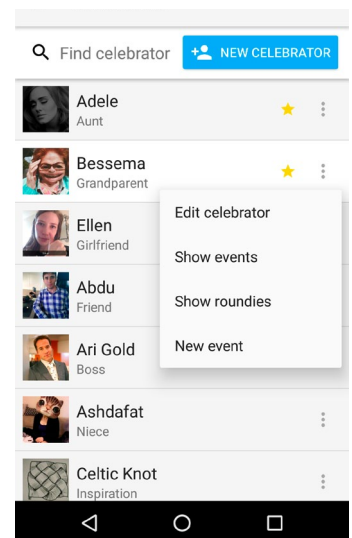 Find celebrator
NEW CELEBRATOR
Adele
Aunt
Bessema
Grandparent
Edit celebrator
Ellen
Girlfriend
Show events
Abdu
Friend
Show roundies
Ari Gold
Boss
New event
Ashdafat
Niece
Celtic Knot
Inspiration